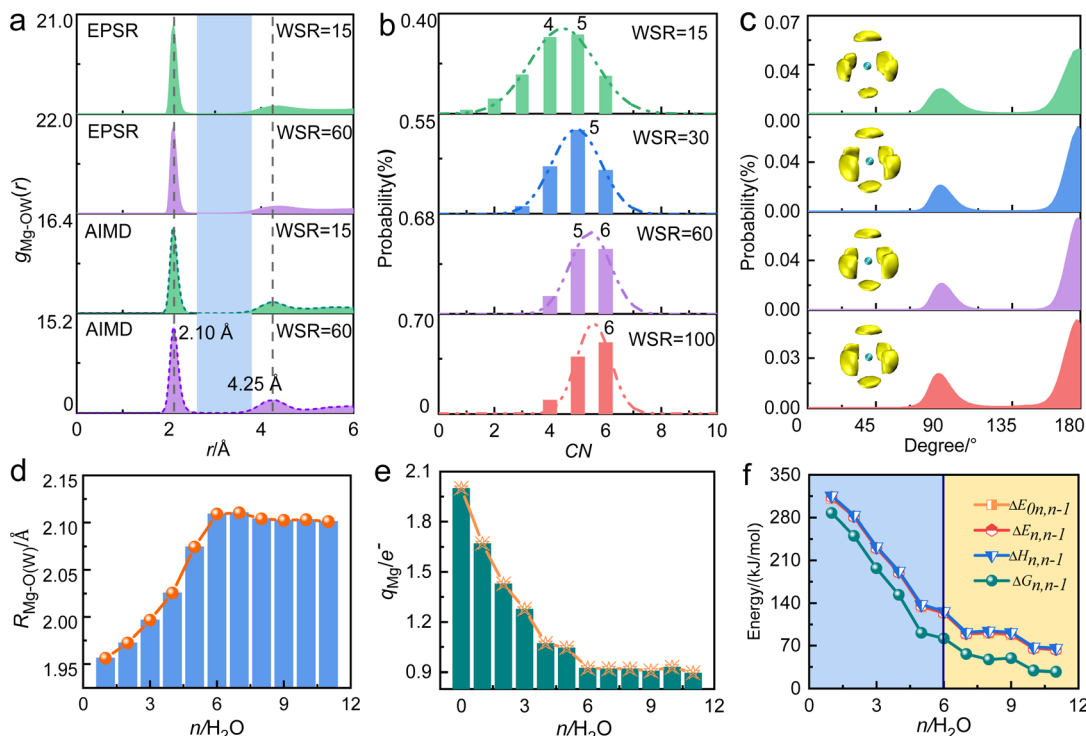 a
21.0
EPSR
WSR=15
22.0
EPSR
WSR=60
16.4
AIMD
WSR=15
15.2
AIMD
WSR=60
2.10 Å
4.25 Å
0
0 2 4 6
gMg-OW(r)
r/Å
b
0.40
4 5
WSR=15
0.55
5
WSR=30
0.68
5 6
WSR=60
0.70
6
WSR=100
0
0 2 4 6 8 10
Probability(%)
CN
c
0.07
0.04
0.00
0.04
0.00
0.04
0.00
0.03
0.00
0 45 90 135 180
Probability(%)
Degree/°
d
2.10
2.05
2.00
1.95
0 3 6 9 12
RMg-O(W)/Å
n/H2O
e
2.1
1.8
1.5
1.2
0.9
0 3 6 9 12
qMg/e-
n/H2O
f
350
280
210
140
70
0
0 3 6 9 12
Energy/(kJ/mol)
n/H2O
ΔE0n,n-1
ΔEn,n-1
ΔHn,n-1
ΔGn,n-1